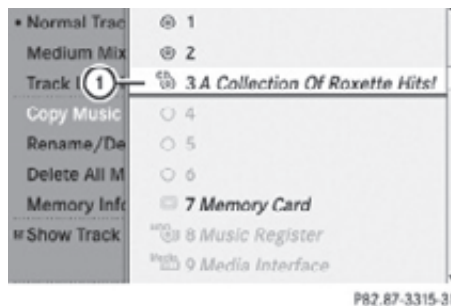 • Normal Trac
Medium Mix
Track L
Copy Music
Rename/De
Delete All M
Memory Info
Show Track
1
2
3 A Collection Of Roxette Hits!
4
5
6
7 Memory Card
8 Music Register
9 Media Interface
1
P82.87-3315-3